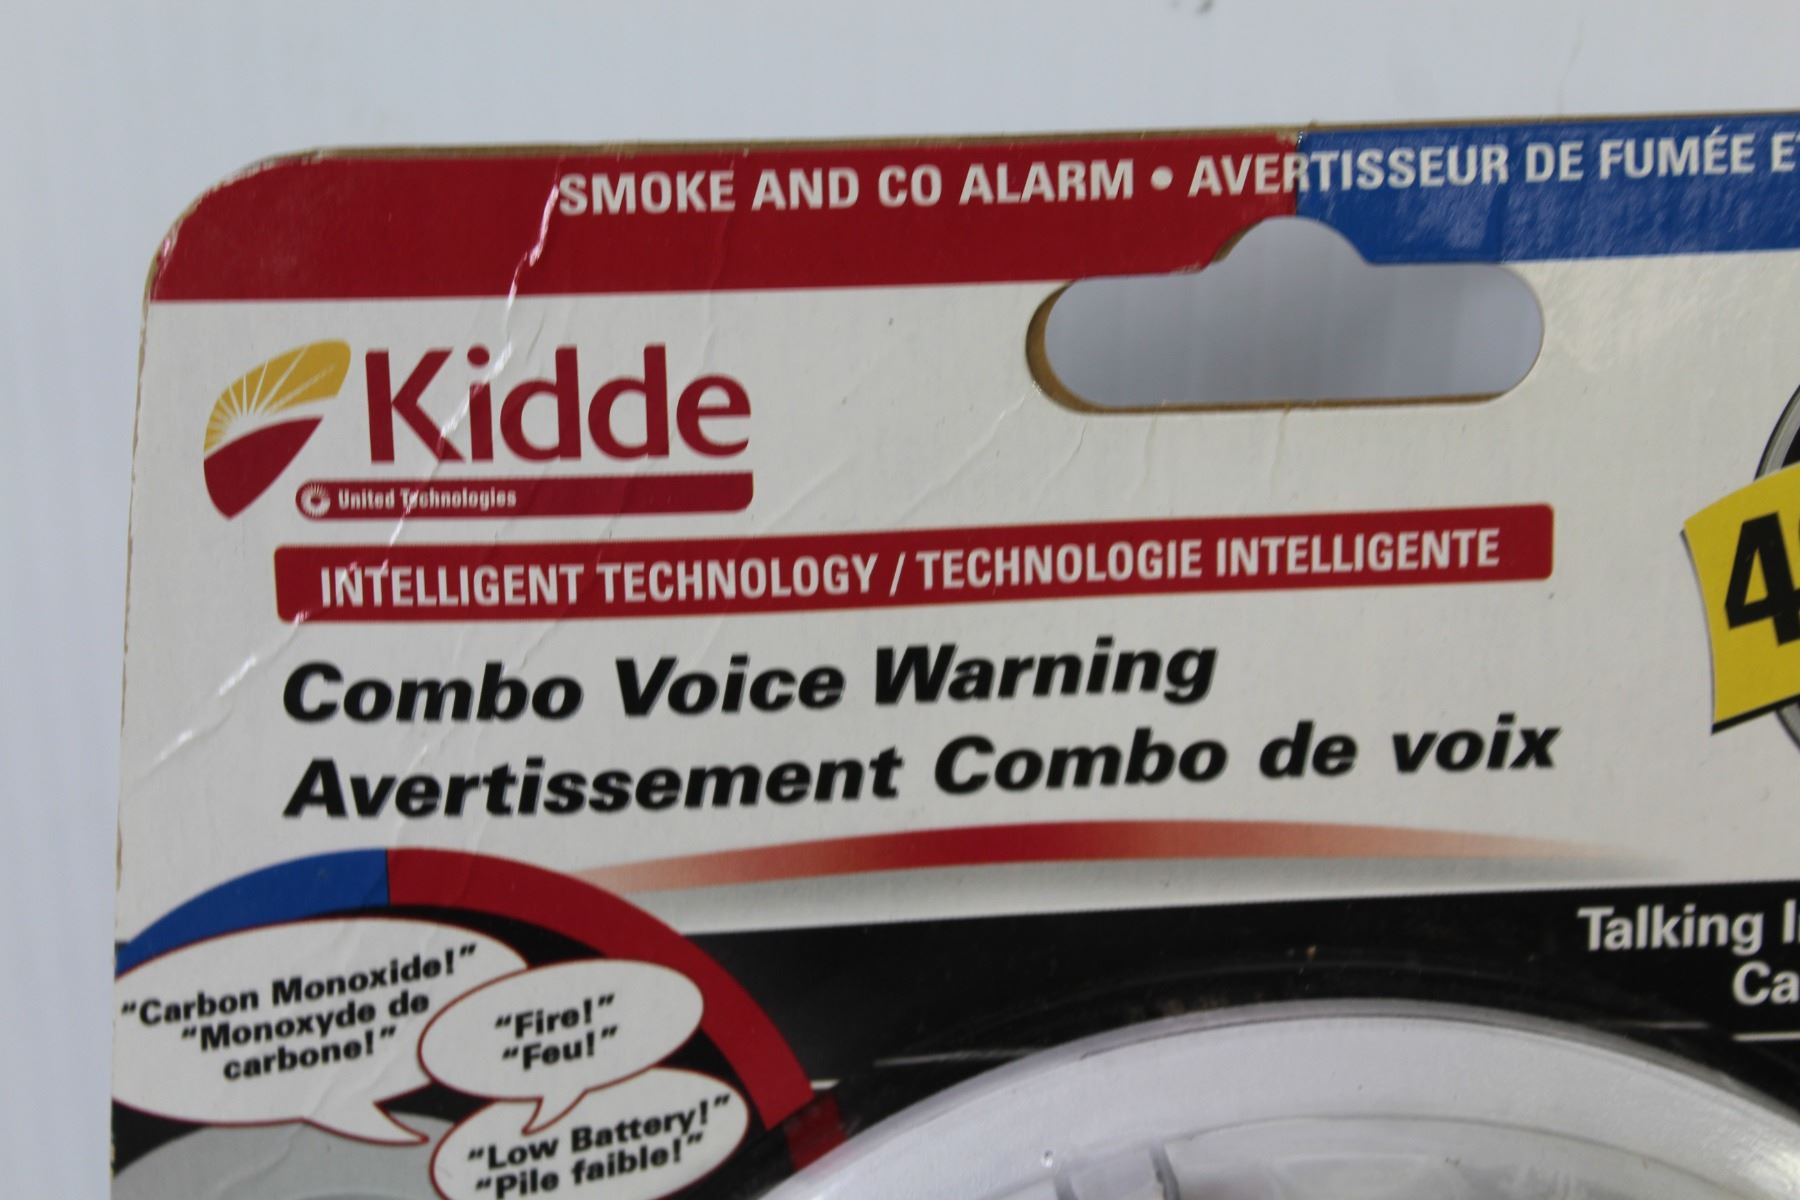 SMOKE AND CO ALARM • AVERTISSEUR DE FUMÉE
Kidde
United Technologies
INTELLIGENT TECHNOLOGY / TECHNOLOGIE INTELLIGENTE
Combo Voice Warning
Avertissement Combo de voix
Talking
"Carbon Monoxide!"
"Monoxyde de
carbone!"
"Fire!"
"Feu!"
"Low Battery!"
"Pile faible!"